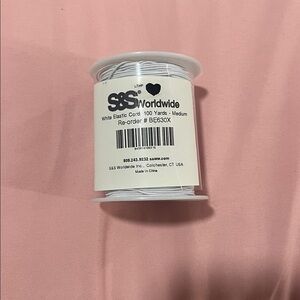 S&S® Worldwide
White Elastic Cord 100 Yards - Medium
Re-order # BE630X
800.243.9232 ssww.com
S&S Worldwide Inc., Colchester, CT USA
Made in China